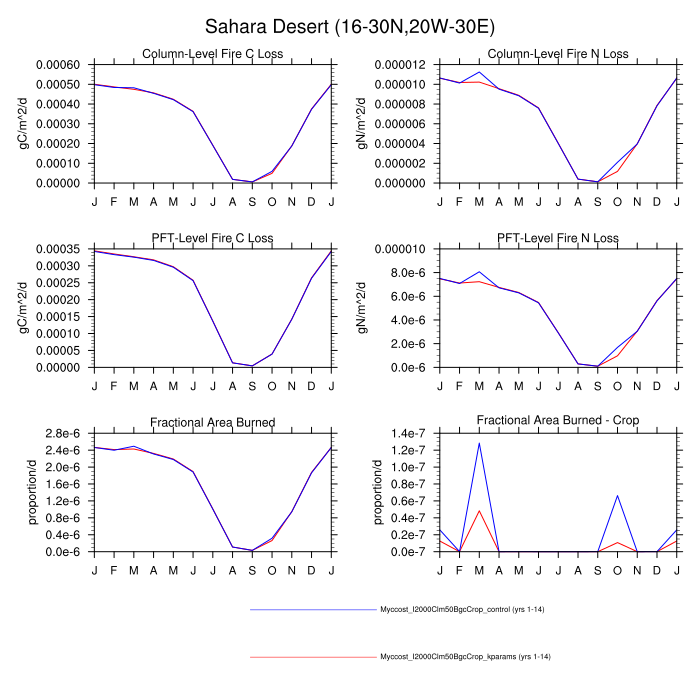 Sahara Desert (16-30N,20W-30E)
Column-Level Fire C Loss
gC/m^2/d
0.00060
0.00050
0.00040
0.00030
0.00020
0.00010
0.00000
J F M A M J J A S O N D J
Column-Level Fire N Loss
gN/m^2/d
0.000012
0.000010
0.000008
0.000006
0.000004
0.000002
0.000000
J F M A M J J A S O N D J
PFT-Level Fire C Loss
gC/m^2/d
0.00035
0.00030
0.00025
0.00020
0.00015
0.00010
0.00005
0.00000
J F M A M J J A S O N D J
PFT-Level Fire N Loss
gN/m^2/d
0.000010
8.0e-6
6.0e-6
4.0e-6
2.0e-6
0.0e-6
J F M A M J J A S O N D J
Fractional Area Burned
proportion/d
2.8e-6
2.4e-6
2.0e-6
1.6e-6
1.2e-6
0.8e-6
0.4e-6
0.0e-6
J F M A M J J A S O N D J
Fractional Area Burned - Crop
proportion/d
1.4e-7
1.2e-7
1.0e-7
0.8e-7
0.6e-7
0.4e-7
0.2e-7
0.0e-7
J F M A M J J A S O N D J
Myccost_I2000Clm50BgcCrop_control (yrs 1-14)
Myccost_I2000Clm50BgcCrop_kparams (yrs 1-14)